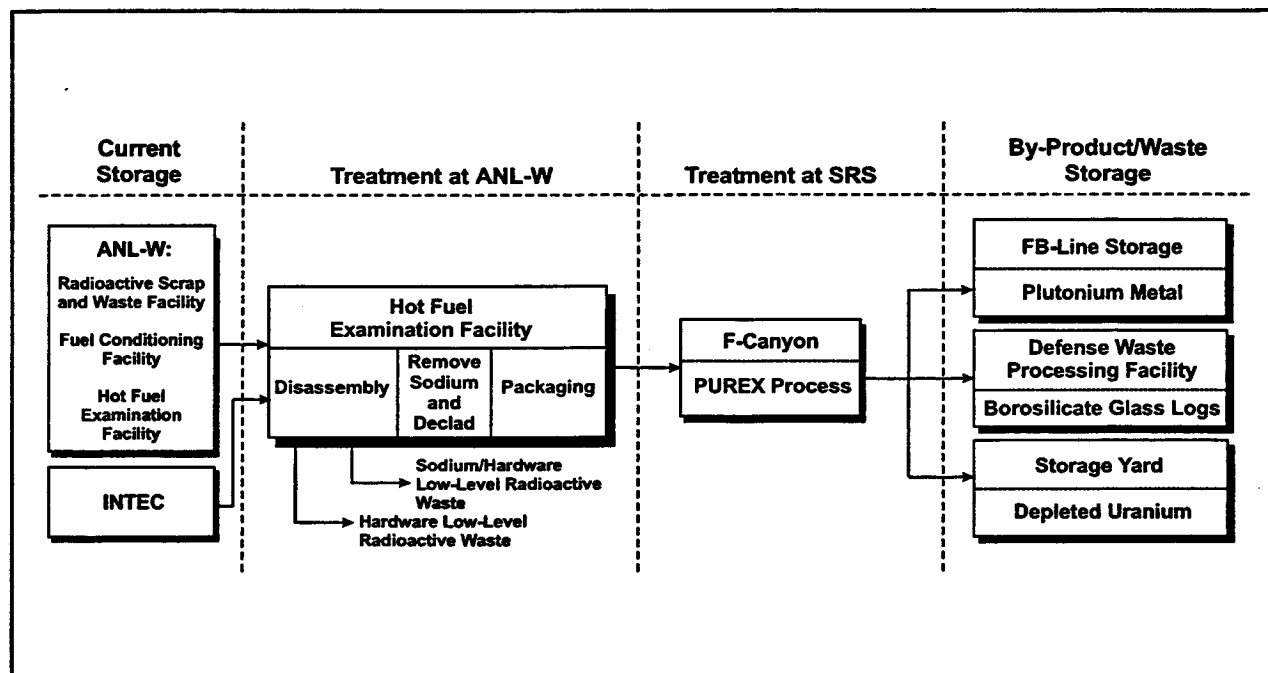 Current
Storage
Treatment at ANL-W
Treatment at SRS
By-Product/Waste
Storage
ANL-W:
Radioactive Scrap
and Waste Facility
Fuel Conditioning
Facility
Hot Fuel
Examination
Facility
INTEC
Hot Fuel
Examination Facility
Disassembly
Remove
Sodium
and
Declad
Packaging
Sodium/Hardware
Low-Level Radioactive
Waste
Hardware Low-Level
Radioactive Waste
F-Canyon
PUREX Process
FB-Line Storage
Plutonium Metal
Defense Waste
Processing Facility
Borosilicate Glass Logs
Storage Yard
Depleted Uranium